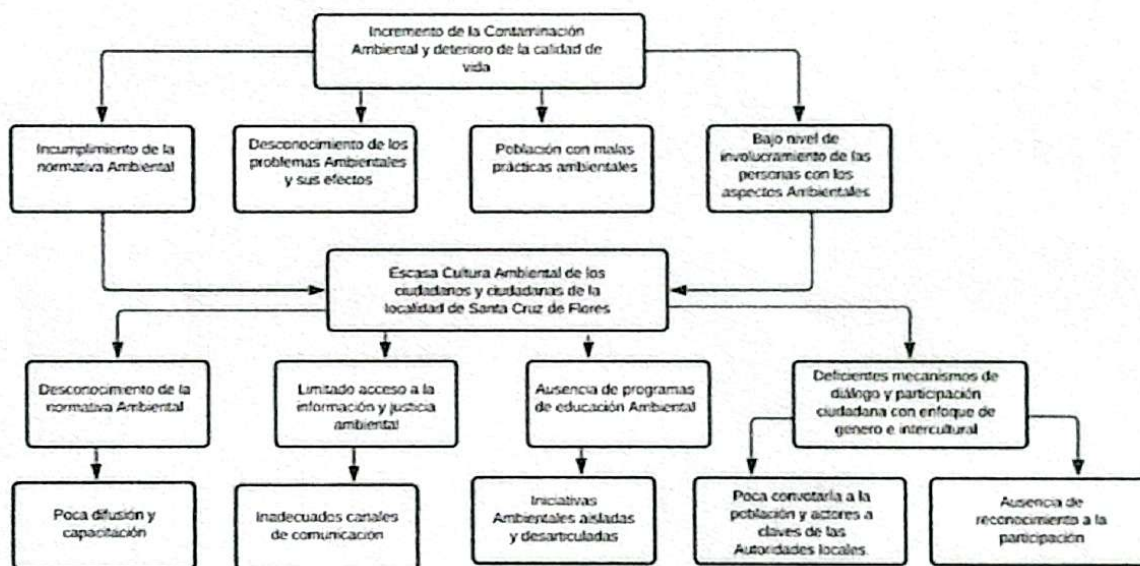 Incremento de la Contaminación
Ambiental y deterioro de la calidad de
vida
Incumplimiento de la
normativa Ambiental
Desconocimiento de los
problemas Ambientales
y sus efectos
Población con malas
prácticas ambientales
Bajo nivel de
involucramiento de las
personas con los
aspectos Ambientales
Escasa Cultura Ambiental de los
ciudadanos y ciudadanas de la
localidad de Santa Cruz de Flores
Desconocimiento de la
normativa Ambiental
Limitado acceso a la
información y justicia
ambiental
Ausencia de programas
de educación Ambiental
Deficientes mecanismos de
diálogo y participación
ciudadana con enfoque de
genero e intercultural
Poca difusión y
capacitación
Inadecuados canales
de comunicación
Iniciativas
Ambientales aisladas
y desarticuladas
Poca convotaría a la
población y actores a
claves de las
Autoridades locales.
Ausencia de
reconocimiento a la
participación